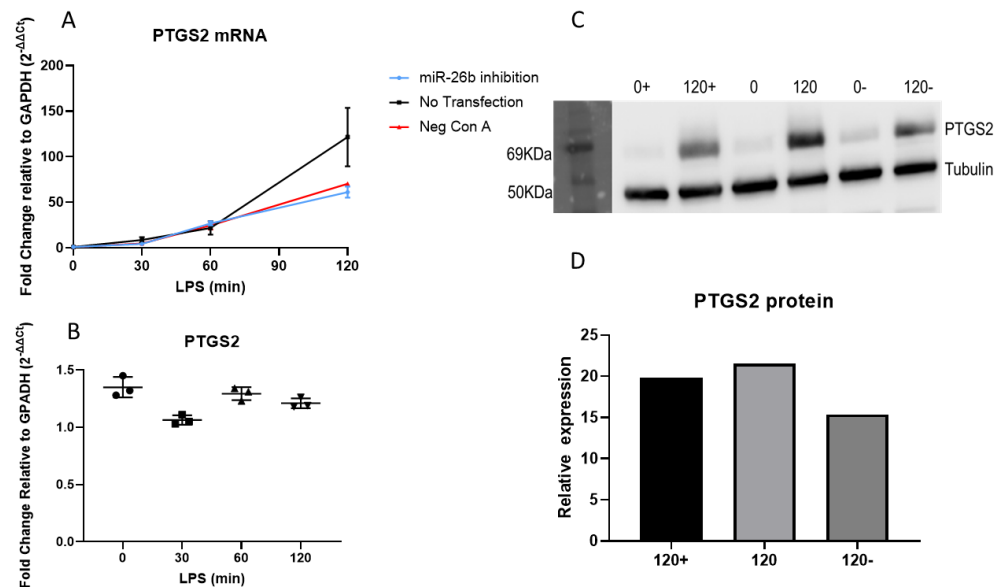 A
PTGS2 mRNA
Fold Change relative to GAPDH (2^-ΔΔCt)
200
150
100
50
0
0 30 60 90 120
LPS (min)
miR-26b inhibition
No Transfection
Neg Con A
B
PTGS2
Fold Change Relative to GPADH (2^-ΔΔCt)
1.5
1.0
0.5
0.0
0 30 60 120
LPS (min)
C
0+ 120+ 0 120 0- 120-
PTGS2
69KDa
Tubulin
50KDa
D
PTGS2 protein
Relative expression
25
20
15
10
5
0
120+ 120 120-